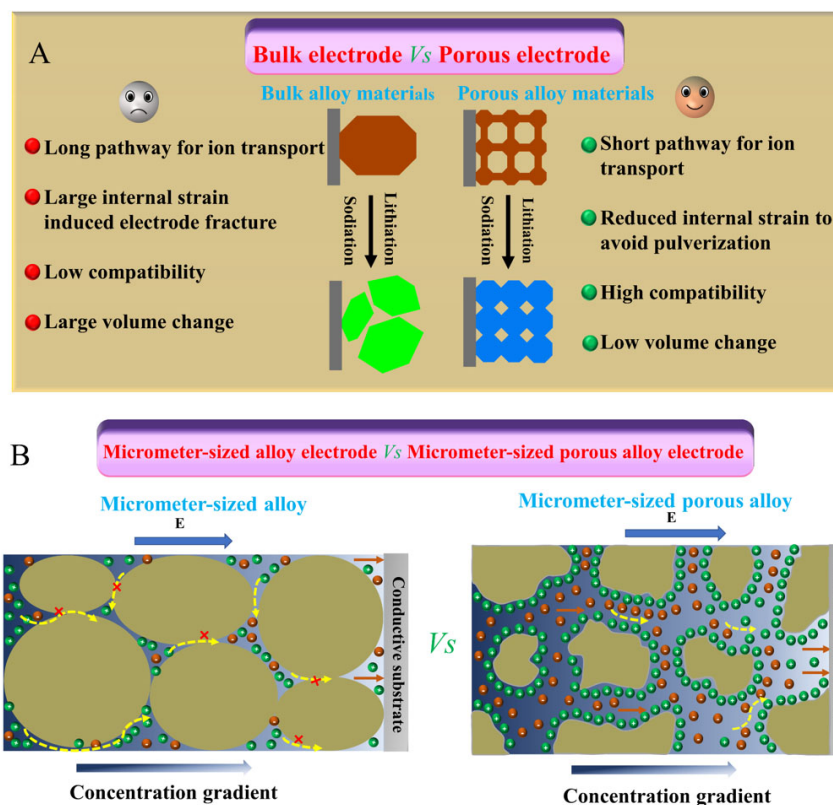 A
Bulk electrode Vs Porous electrode
Bulk alloy materials
Porous alloy materials
Long pathway for ion transport
Large internal strain
induced electrode fracture
Low compatibility
Large volume change
Sodiation
Lithiation
Sodiation
Lithiation
Short pathway for ion
transport
Reduced internal strain to
avoid pulverization
High compatibility
Low volume change
B
Micrometer-sized alloy electrode Vs Micrometer-sized porous alloy electrode
Micrometer-sized alloy
E
Conductive substrate
Concentration gradient
Vs
Micrometer-sized porous alloy
E
Concentration gradient